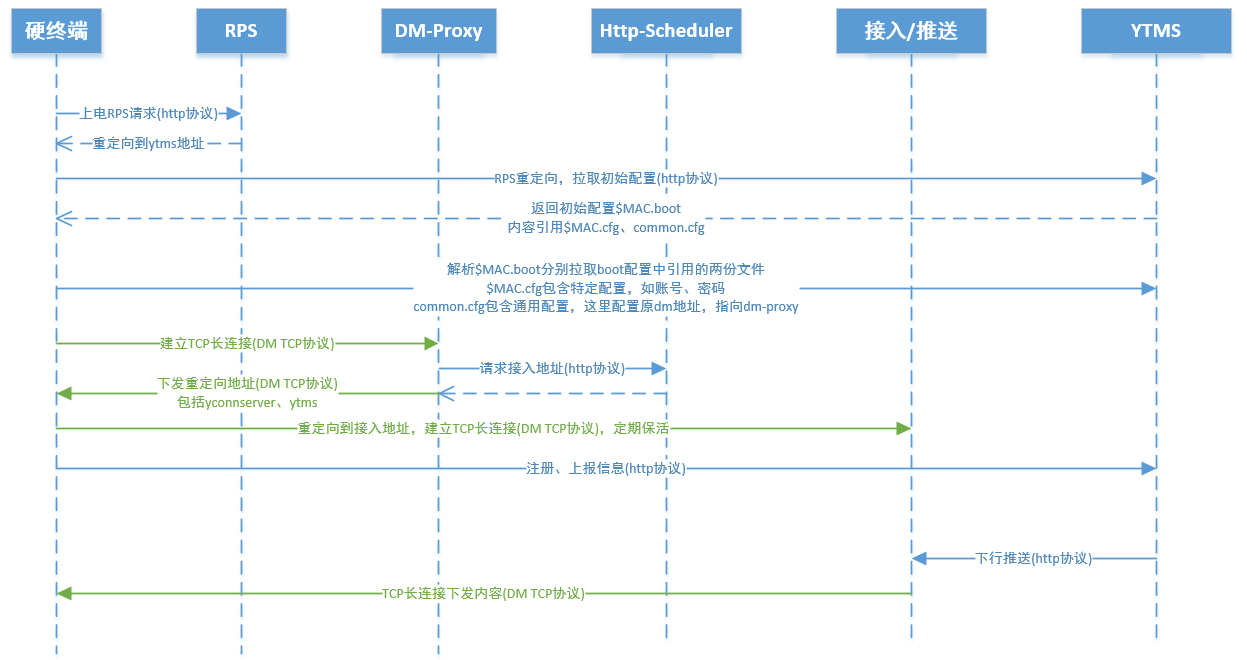 硬终端
RPS
DM-Proxy
Http-Scheduler
接入/推送
YTMS
上电RPS请求(http协议)
重定向到ytms地址
RPS重定向，拉取初始配置(http协议)
返回初始配置$MAC.boot
内容引用$MAC.cfg、common.cfg
解析$MAC.boot分别拉取boot配置中引用的两份文件
$MAC.cfg包含特定配置，如账号、密码
common.cfg包含通用配置，这里配置原dm地址，指向dm-proxy
建立TCP长连接(DM TCP协议)
请求接入地址(http协议)
下发重定向地址(DM TCP协议)
包括yconnserver、ytms
重定向到接入地址，建立TCP长连接(DM TCP协议)，定期保活
注册、上报信息(http协议)
下行推送(http协议)
TCP长连接下发内容(DM TCP协议)